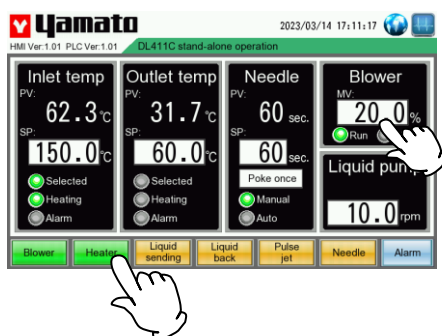 Yamato
2023/03/14 17:11:17
HMI Ver:1.01 PLC Ver:1.01 DL411C stand-alone operation
Inlet temp
PV:
62.3 °C
SP:
150.0 °C
Selected
Heating
Alarm
Outlet temp
PV:
31.7 °C
SP:
60.0 °C
Selected
Heating
Alarm
Needle
PV:
60 sec.
SP:
60 sec.
Poke once
Manual
Auto
Blower
MV:
20.0 %
Run
Liquid
10.0 rpm
Blower
Heater
Liquid
sending
Liquid
back
Pulse
jet
Needle
Alarm